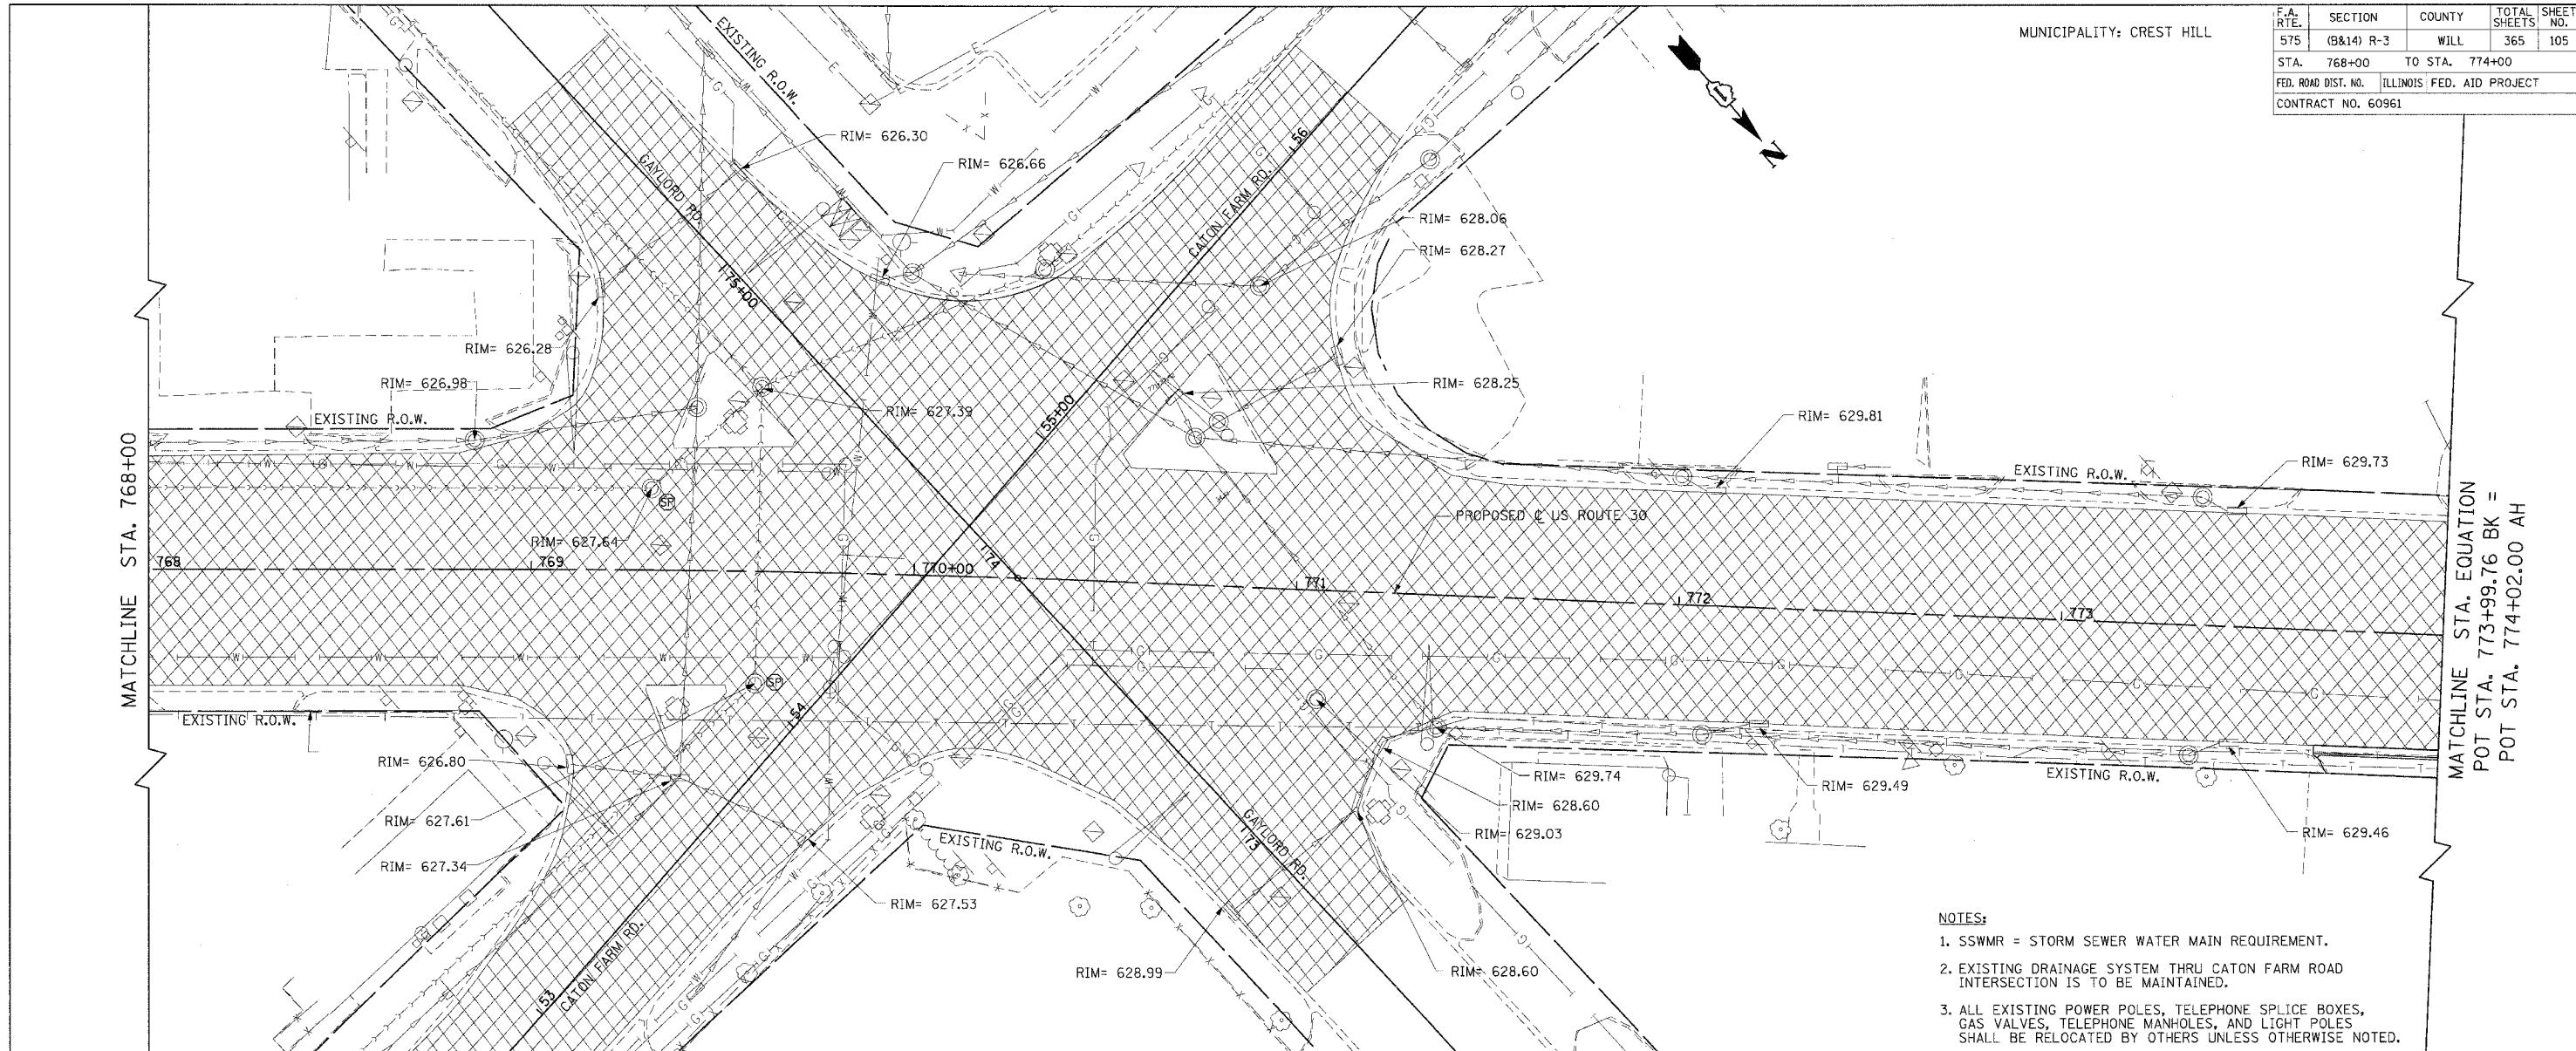 MUNICIPALITY: CREST HILL
F.A. RTE. SECTION COUNTY TOTAL SHEETS SHEET NO.
575 (B&14) R-3 WILL 365 105
STA. 768+00 TO STA. 774+00
FED. ROAD DIST. NO. ILLINOIS FED. AID PROJECT
CONTRACT NO. 60961
N
EXISTING R.O.W.
RIM= 626.30
RIM= 626.66
GAYLORD RD.
175+00
156
CATON FARM RD.
RIM= 628.06
RIM= 628.27
RIM= 626.28
RIM= 626.98
RIM= 627.39
RIM= 628.25
155+00
EXISTING R.O.W.
RIM= 629.81
EXISTING R.O.W.
RIM= 629.73
MATCHLINE STA. 768+00
SP
RIM= 627.64
PROPOSED ℄ US ROUTE 30
768
769
770+00
174
771
772
773
MATCHLINE STA. EQUATION
POT STA. 773+99.76 BK =
POT STA. 774+02.00 AH
SP
154
EXISTING R.O.W.
RIM= 626.80
RIM= 627.61
RIM= 627.34
RIM= 627.53
EXISTING R.O.W.
GAYLORD RD.
173
RIM= 629.74
RIM= 628.60
RIM= 629.03
RIM= 629.49
EXISTING R.O.W.
RIM= 629.46
153
CATON FARM RD.
RIM= 628.99
RIM= 628.60
NOTES:
1. SSWMR = STORM SEWER WATER MAIN REQUIREMENT.
2. EXISTING DRAINAGE SYSTEM THRU CATON FARM ROAD
INTERSECTION IS TO BE MAINTAINED.
3. ALL EXISTING POWER POLES, TELEPHONE SPLICE BOXES,
GAS VALVES, TELEPHONE MANHOLES, AND LIGHT POLES
SHALL BE RELOCATED BY OTHERS UNLESS OTHERWISE NOTED.